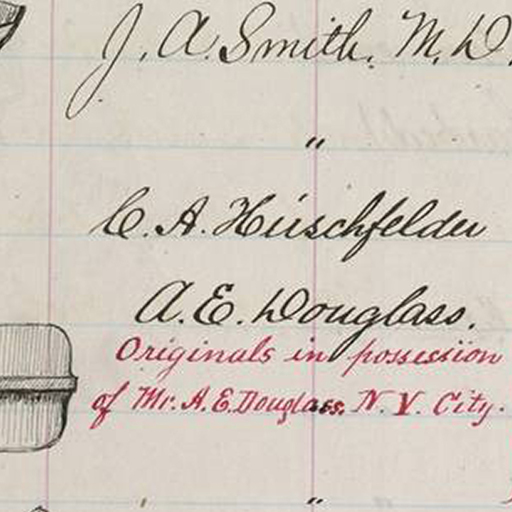 J. A. Smith. M. D.
"
C. A. Hirschfelder
A. E. Douglass.
Originals in possession
of Mr. A. E. Douglass. N. Y. City.
"